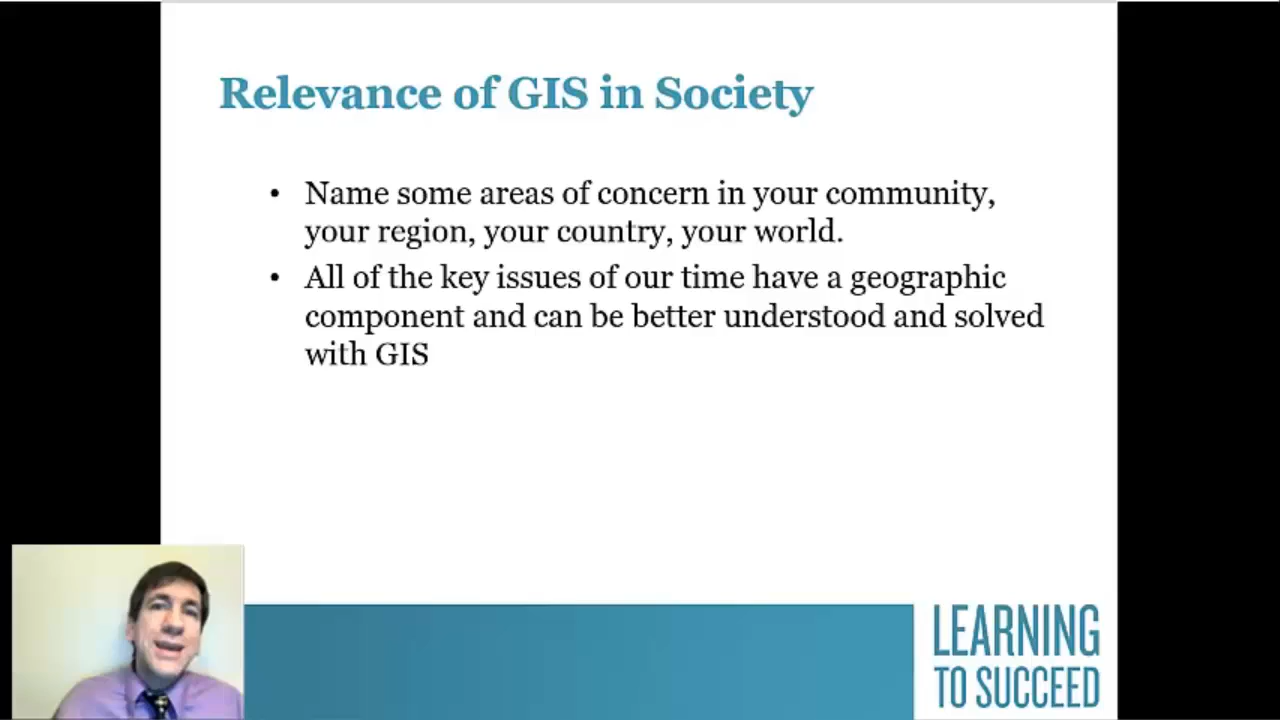 Relevance of GIS in Society
• Name some areas of concern in your community,
your region, your country, your world.
• All of the key issues of our time have a geographic
component and can be better understood and solved
with GIS
LEARNING
TO SUCCEED